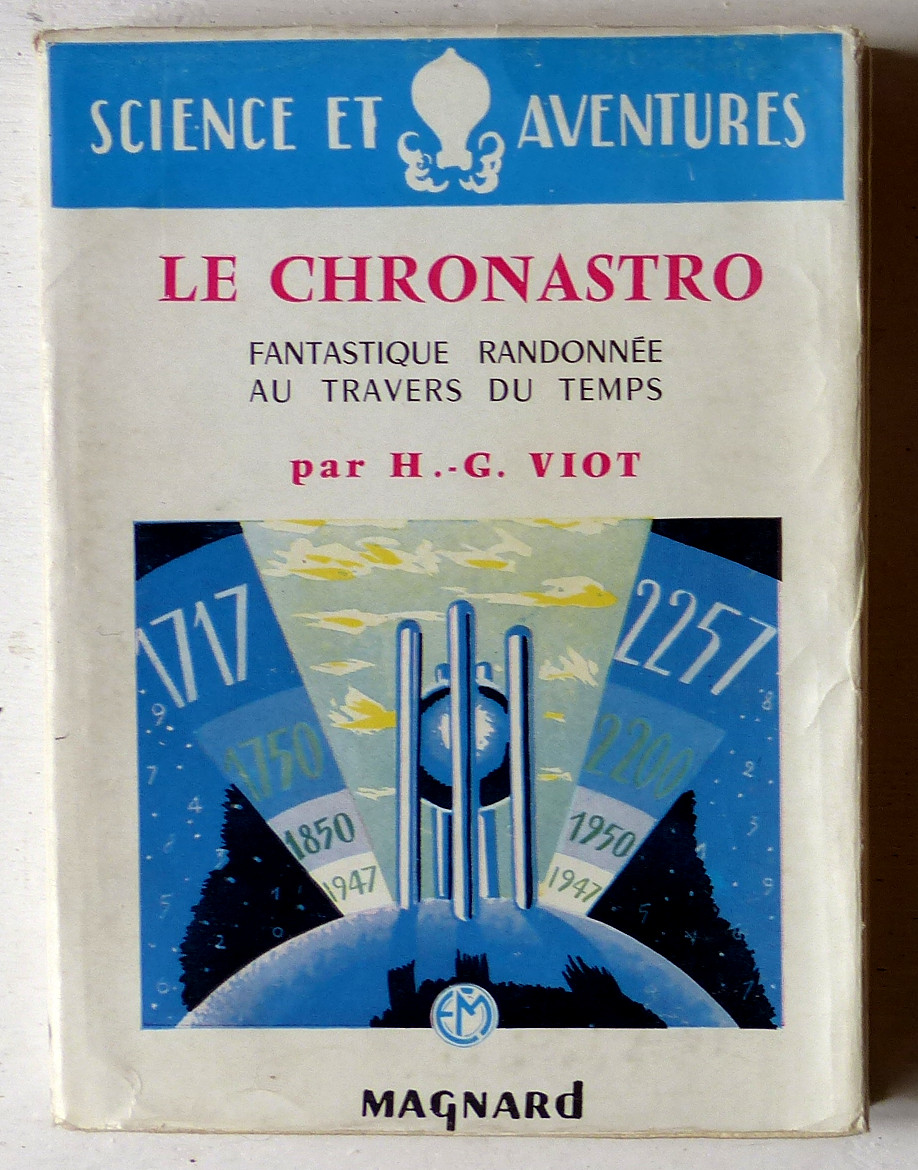 SCIENCE ET AVENTURES
LE CHRONASTRO
FANTASTIQUE RANDONNÉE
AU TRAVERS DU TEMPS
par H.-G. VIOT
1717
2257
1750
2200
1850
1950
1947
1947
EM
MAGNARD